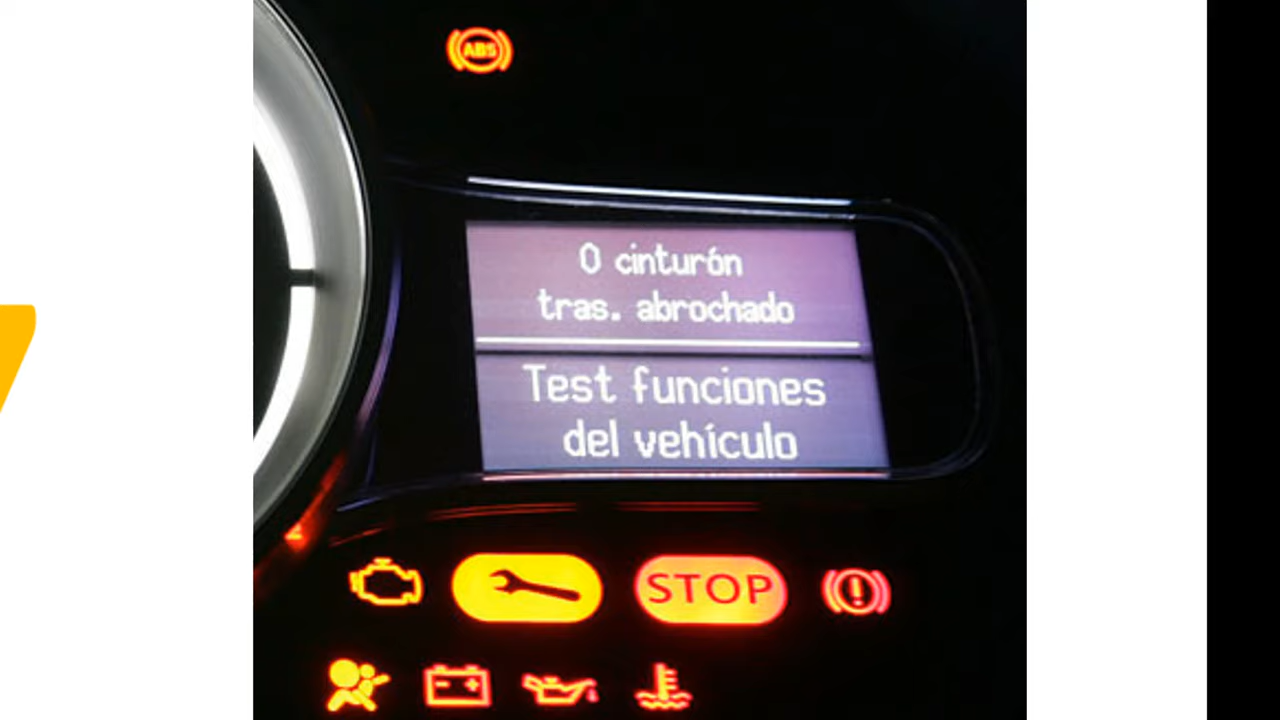 ABS
0 cinturón
tras. abrochado
Test funciones
del vehículo
STOP